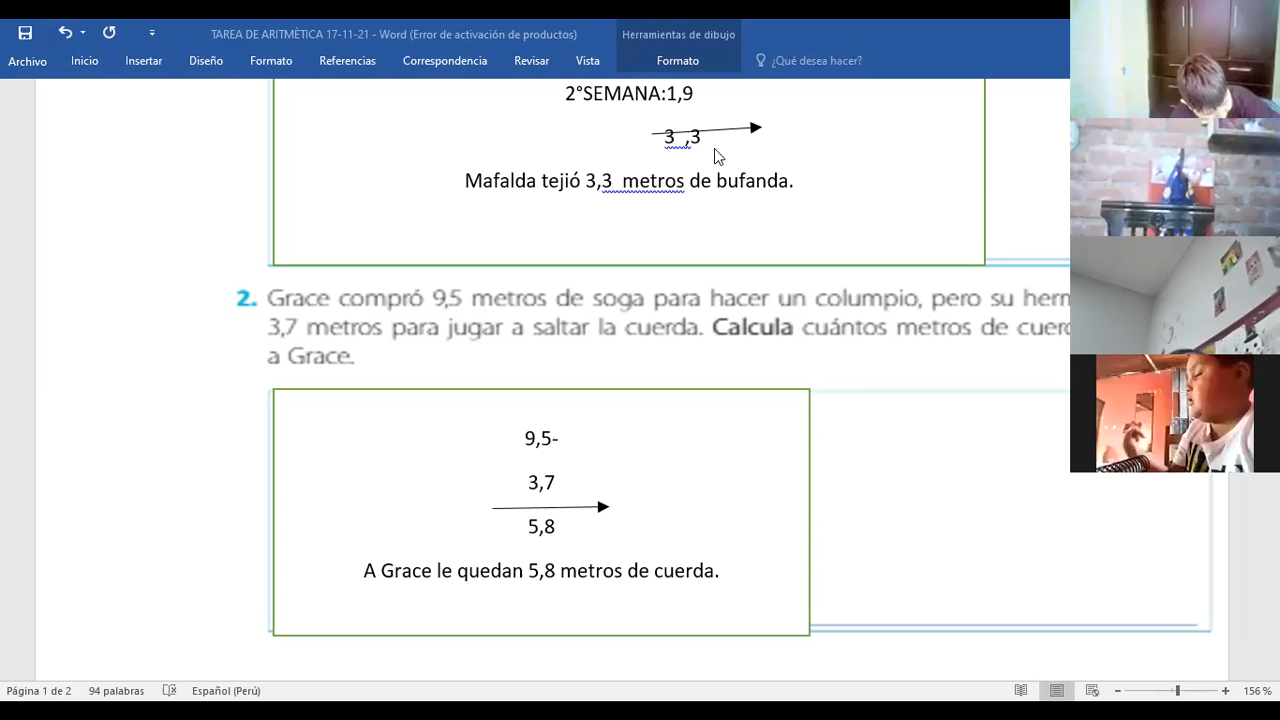 TAREA DE ARITMÈTICA 17-11-21 - Word (Error de activación de productos)
Herramientas de dibujo
Archivo Inicio Insertar Diseño Formato Referencias Correspondencia Revisar Vista Formato ¿Qué desea hacer?
2°SEMANA:1,9
3 ,3
Mafalda tejió 3,3 metros de bufanda.
2. Grace compró 9,5 metros de soga para hacer un columpio, pero su herm
3,7 metros para jugar a saltar la cuerda. Calcula cuántos metros de cuer
a Grace.
9,5-
3,7
5,8
A Grace le quedan 5,8 metros de cuerda.
Página 1 de 2 94 palabras Español (Perú) 156 %